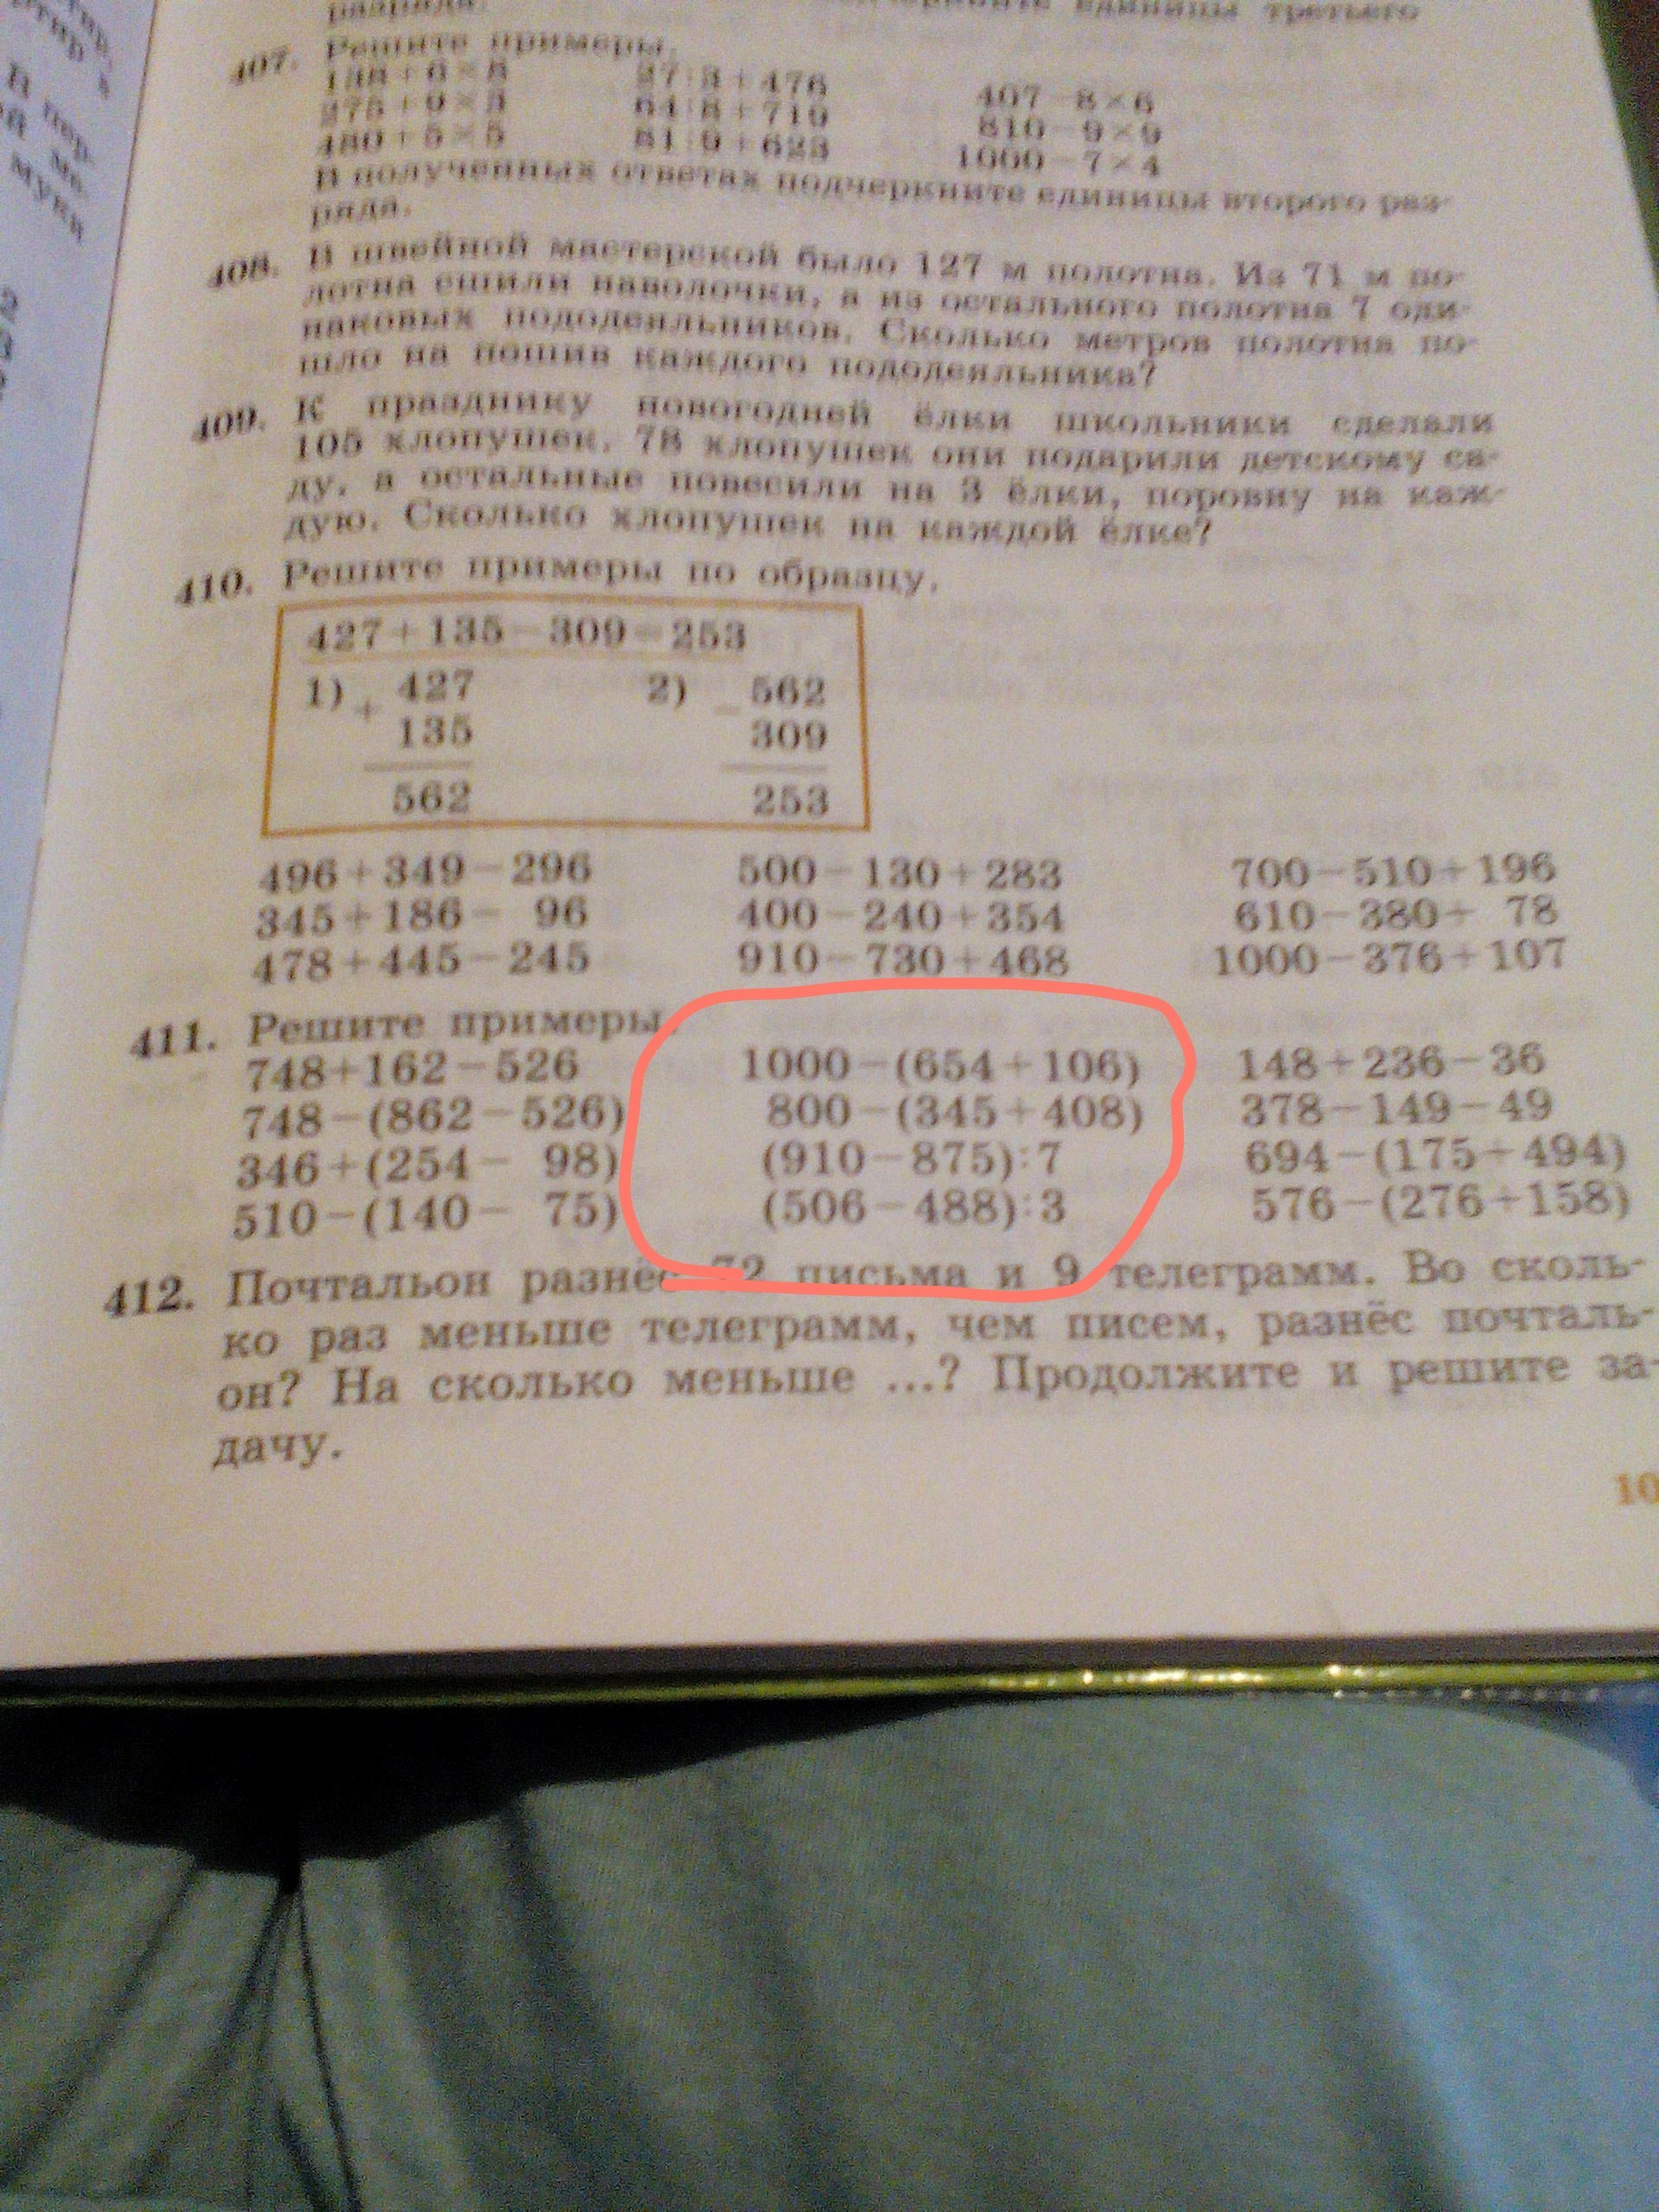 единицы третьего
407. Решите примеры.
138+6×8 27:3+476 407-8×6
275+9×3 64:8+719 810-9×9
480+5×5 81:9+623 1000-7×4
В полученных ответах подчеркните единицы второго раз-
ряда.
408. В швейной мастерской было 127 м полотна. Из 71 м по-
лотна сшили наволочки, а из остального полотна 7 оди-
наковых пододеяльников. Сколько метров полотна по-
шло на пошив каждого пододеяльника?
409. К празднику новогодней ёлки школьники сделали
105 хлопушек. 78 хлопушек они подарили детскому са-
ду, а остальные повесили на 3 ёлки, поровну на каж-
дую. Сколько хлопушек на каждой ёлке?
410. Решите примеры по образцу.
427+135-309=253
1) + 427 2) - 562
135 309
562 253
496+349-296 500-130+283 700-510+196
345+186- 96 400-240+354 610-380+ 78
478+445-245 910-730+468 1000-376+107
411. Решите примеры.
748+162-526 1000-(654+106) 148+236-36
748-(862-526) 800-(345+408) 378-149-49
346+(254- 98) (910-875):7 694-(175+494)
510-(140- 75) (506-488):3 576-(276+158)
412. Почтальон разнёс 72 письма и 9 телеграмм. Во сколь-
ко раз меньше телеграмм, чем писем, разнёс почталь-
он? На сколько меньше ...? Продолжите и решите за-
дачу.
10